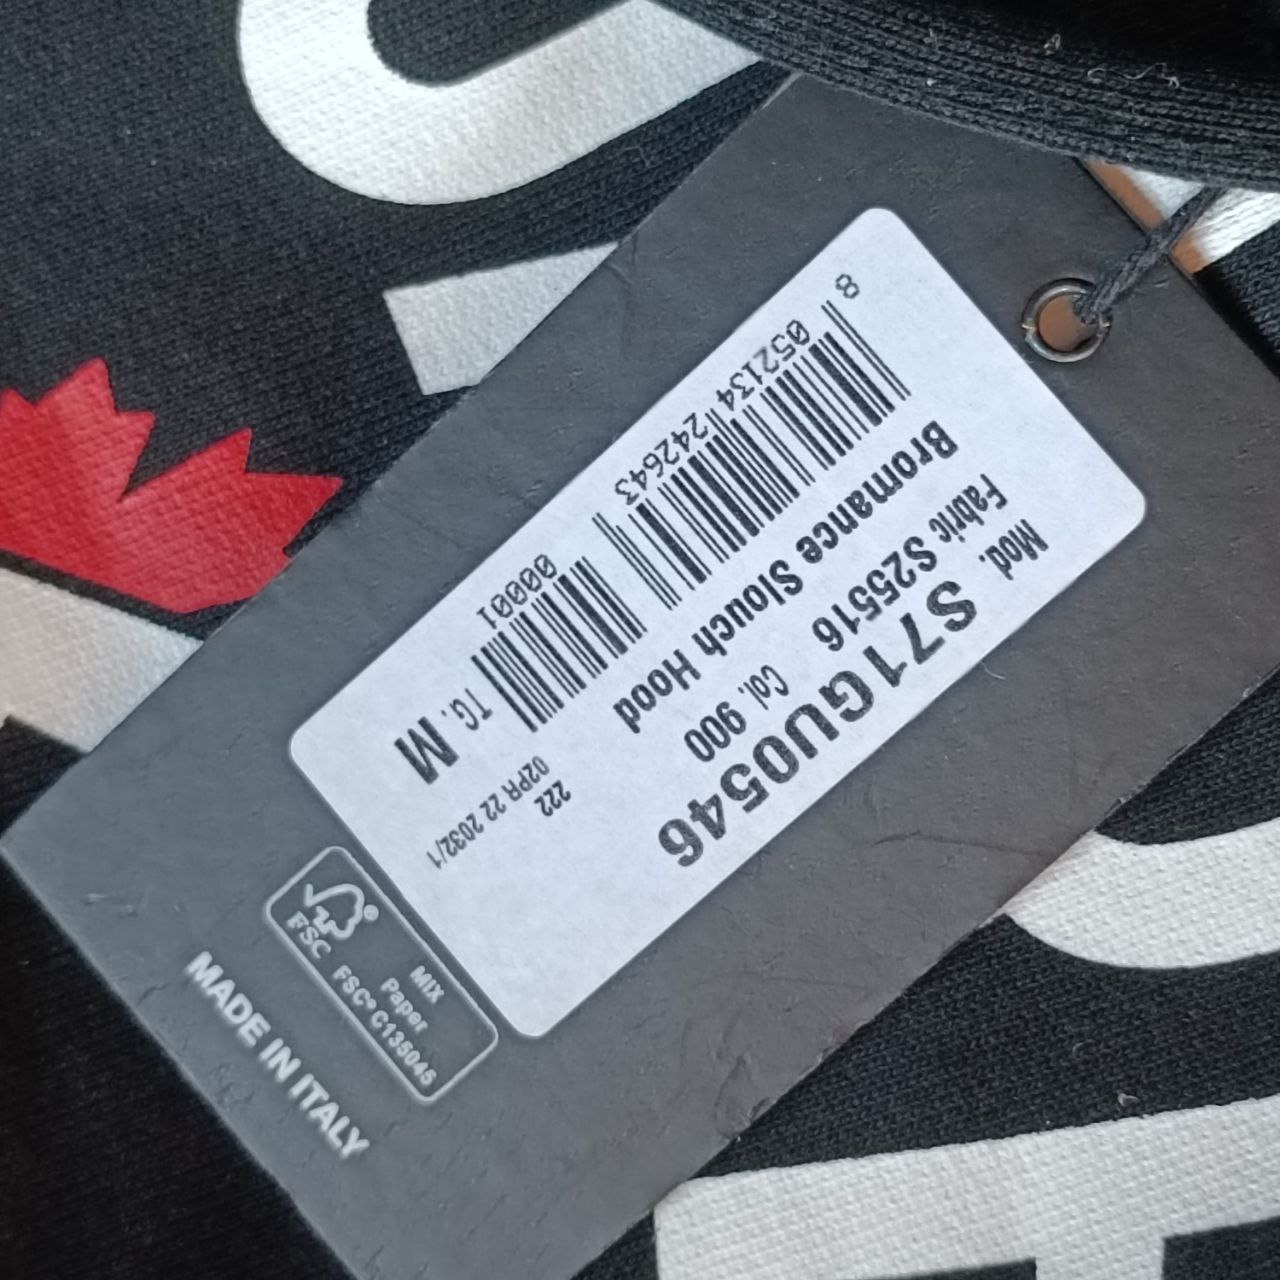 Mod. S71GU0546
Fabric S25516 Col. 900
Bromance Slouch Hood
8 052134 242643
00001
TG. M
222
02PR 22 2032/1
FSC
MIX
Paper
FSC® C135045
MADE IN ITALY